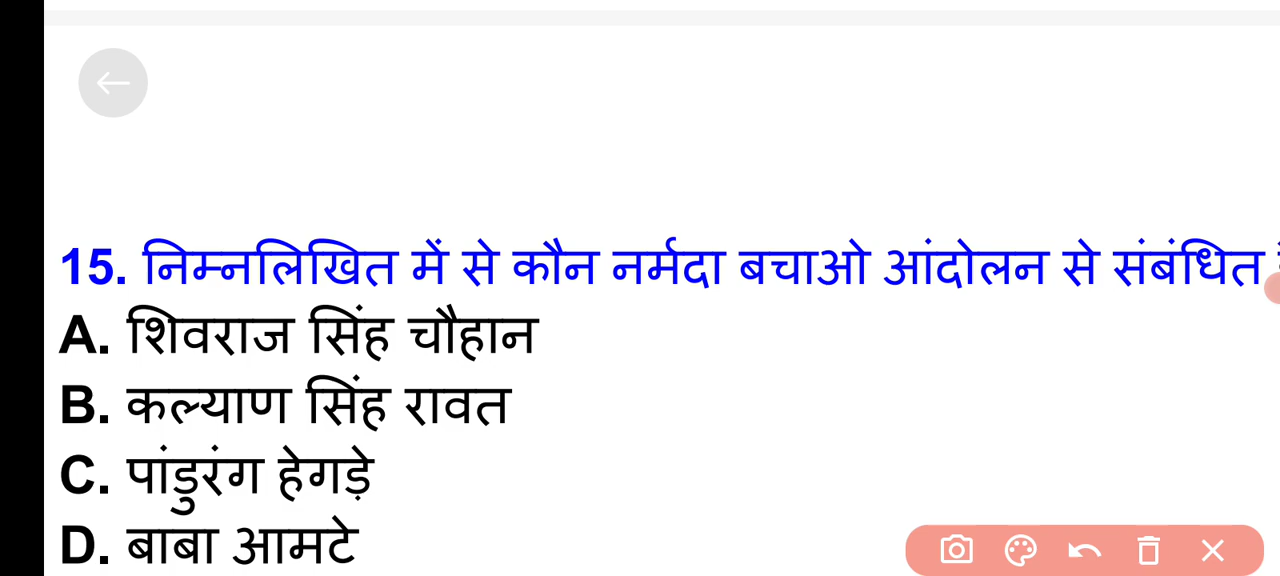 15. निम्नलिखित में से कौन नर्मदा बचाओ आंदोलन से संबंधित
A. शिवराज सिंह चौहान
B. कल्याण सिंह रावत
C. पांडुरंग हेगड़े
D. बाबा आमटे